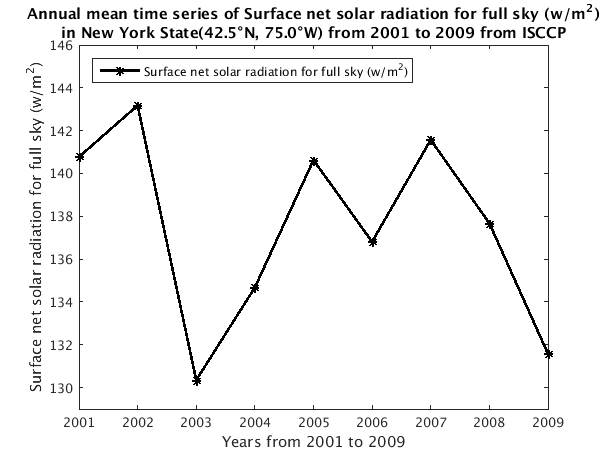 Annual mean time series of Surface net solar radiation for full sky (w/m²)
in New York State(42.5°N, 75.0°W) from 2001 to 2009 from ISCCP
Surface net solar radiation for full sky (w/m²)
Surface net solar radiation for full sky (w/m²)
146
144
142
140
138
136
134
132
130
2001 2002 2003 2004 2005 2006 2007 2008 2009
Years from 2001 to 2009